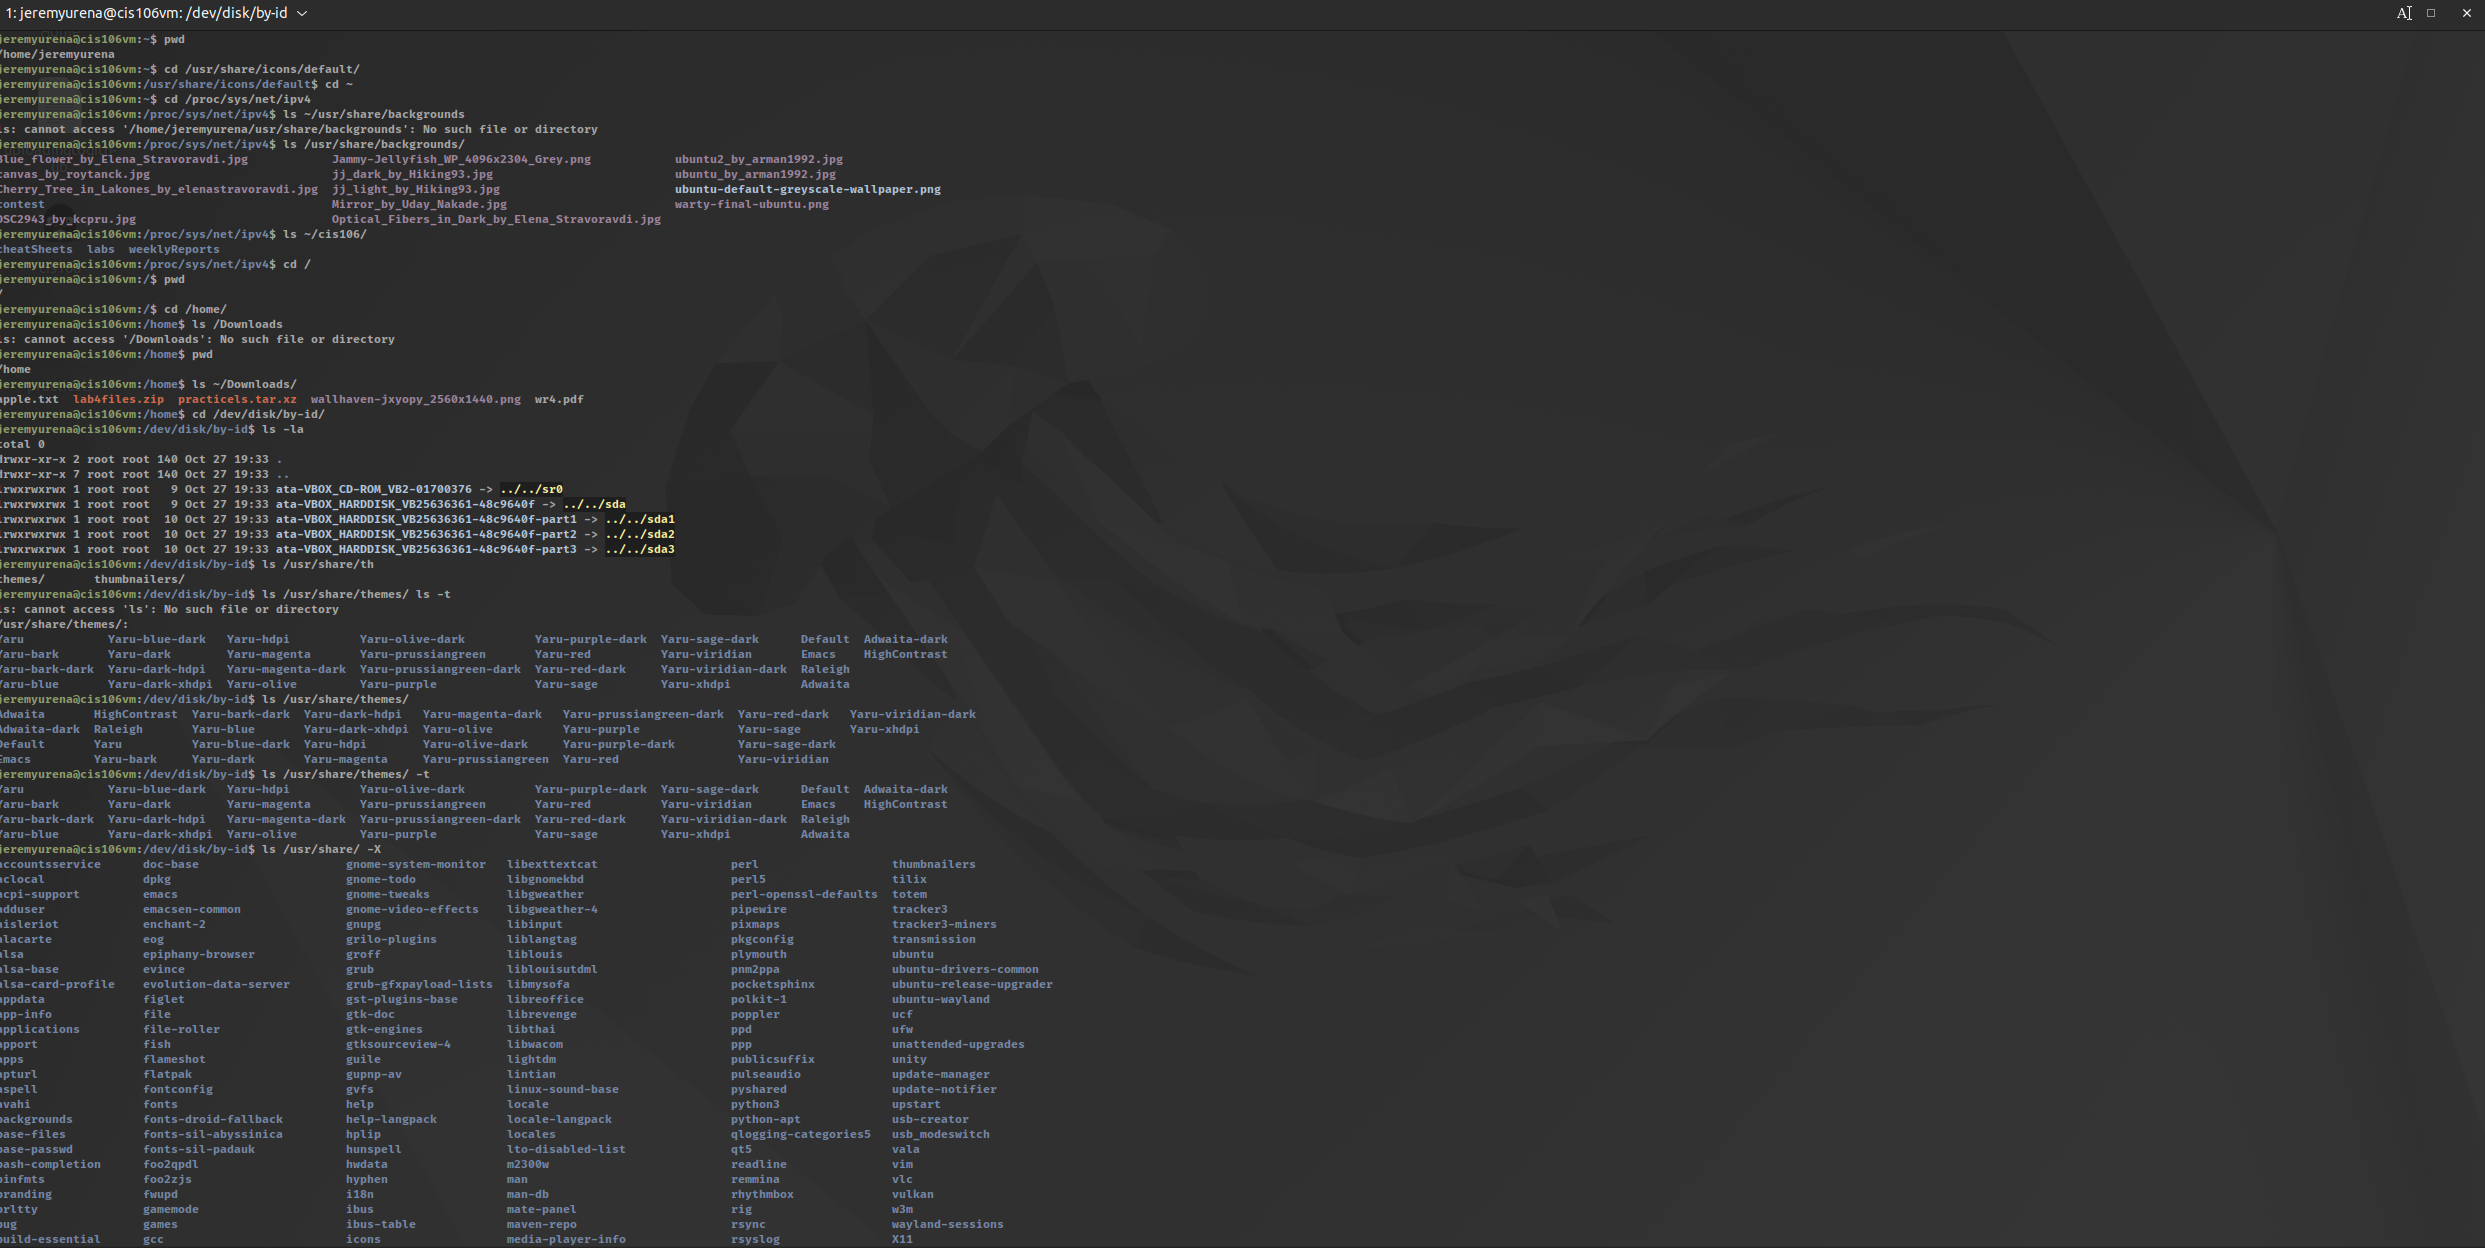 1: jeremyurena@cis106vm: /dev/disk/by-id
jeremyurena@cis106vm:~$ pwd
/home/jeremyurena
jeremyurena@cis106vm:~$ cd /usr/share/icons/default/
jeremyurena@cis106vm:/usr/share/icons/default$ cd ~
jeremyurena@cis106vm:~$ cd /proc/sys/net/ipv4
jeremyurena@cis106vm:/proc/sys/net/ipv4$ ls ~/usr/share/backgrounds
ls: cannot access '/home/jeremyurena/usr/share/backgrounds': No such file or directory
jeremyurena@cis106vm:/proc/sys/net/ipv4$ ls /usr/share/backgrounds/
Blue_flower_by_Elena_Stravoravdi.jpg Jammy-Jellyfish_WP_4096x2304_Grey.png ubuntu2_by_arman1992.jpg
canvas_by_roytanck.jpg jj_dark_by_Hiking93.jpg ubuntu_by_arman1992.jpg
Cherry_Tree_in_Lakones_by_elenastravoravdi.jpg jj_light_by_Hiking93.jpg ubuntu-default-greyscale-wallpaper.png
contest Mirror_by_Uday_Nakade.jpg warty-final-ubuntu.png
DSC2943_by_kcpru.jpg Optical_Fibers_in_Dark_by_Elena_Stravoravdi.jpg
jeremyurena@cis106vm:/proc/sys/net/ipv4$ ls ~/cis106/
cheatSheets labs weeklyReports
jeremyurena@cis106vm:/proc/sys/net/ipv4$ cd /
jeremyurena@cis106vm:/$ pwd
/
jeremyurena@cis106vm:/$ cd /home/
jeremyurena@cis106vm:/home$ ls /Downloads
ls: cannot access '/Downloads': No such file or directory
jeremyurena@cis106vm:/home$ pwd
/home
jeremyurena@cis106vm:/home$ ls ~/Downloads/
apple.txt lab4files.zip practicels.tar.xz wallhaven-jxyopy_2560x1440.png wr4.pdf
jeremyurena@cis106vm:/home$ cd /dev/disk/by-id/
jeremyurena@cis106vm:/dev/disk/by-id$ ls -la
total 0
drwxr-xr-x 2 root root 140 Oct 27 19:33 .
drwxr-xr-x 7 root root 140 Oct 27 19:33 ..
lrwxrwxrwx 1 root root 9 Oct 27 19:33 ata-VBOX_CD-ROM_VB2-01700376 -> ../../sr0
lrwxrwxrwx 1 root root 9 Oct 27 19:33 ata-VBOX_HARDDISK_VB25636361-48c9640f -> ../../sda
lrwxrwxrwx 1 root root 10 Oct 27 19:33 ata-VBOX_HARDDISK_VB25636361-48c9640f-part1 -> ../../sda1
lrwxrwxrwx 1 root root 10 Oct 27 19:33 ata-VBOX_HARDDISK_VB25636361-48c9640f-part2 -> ../../sda2
lrwxrwxrwx 1 root root 10 Oct 27 19:33 ata-VBOX_HARDDISK_VB25636361-48c9640f-part3 -> ../../sda3
jeremyurena@cis106vm:/dev/disk/by-id$ ls /usr/share/th
themes/ thumbnailers/
jeremyurena@cis106vm:/dev/disk/by-id$ ls /usr/share/themes/ ls -t
ls: cannot access 'ls': No such file or directory
/usr/share/themes/:
Yaru Yaru-blue-dark Yaru-hdpi Yaru-olive-dark Yaru-purple-dark Yaru-sage-dark Default Adwaita-dark
Yaru-bark Yaru-dark Yaru-magenta Yaru-prussiangreen Yaru-red Yaru-viridian Emacs HighContrast
Yaru-bark-dark Yaru-dark-hdpi Yaru-magenta-dark Yaru-prussiangreen-dark Yaru-red-dark Yaru-viridian-dark Raleigh
Yaru-blue Yaru-dark-xhdpi Yaru-olive Yaru-purple Yaru-sage Yaru-xhdpi Adwaita
jeremyurena@cis106vm:/dev/disk/by-id$ ls /usr/share/themes/
Adwaita HighContrast Yaru-bark-dark Yaru-dark-hdpi Yaru-magenta-dark Yaru-prussiangreen-dark Yaru-red-dark Yaru-viridian-dark
Adwaita-dark Raleigh Yaru-blue Yaru-dark-xhdpi Yaru-olive Yaru-purple Yaru-sage Yaru-xhdpi
Default Yaru Yaru-blue-dark Yaru-hdpi Yaru-olive-dark Yaru-purple-dark Yaru-sage-dark
Emacs Yaru-bark Yaru-dark Yaru-magenta Yaru-prussiangreen Yaru-red Yaru-viridian
jeremyurena@cis106vm:/dev/disk/by-id$ ls /usr/share/themes/ -t
Yaru Yaru-blue-dark Yaru-hdpi Yaru-olive-dark Yaru-purple-dark Yaru-sage-dark Default Adwaita-dark
Yaru-bark Yaru-dark Yaru-magenta Yaru-prussiangreen Yaru-red Yaru-viridian Emacs HighContrast
Yaru-bark-dark Yaru-dark-hdpi Yaru-magenta-dark Yaru-prussiangreen-dark Yaru-red-dark Yaru-viridian-dark Raleigh
Yaru-blue Yaru-dark-xhdpi Yaru-olive Yaru-purple Yaru-sage Yaru-xhdpi Adwaita
jeremyurena@cis106vm:/dev/disk/by-id$ ls /usr/share/ -X
accountsservice doc-base gnome-system-monitor libexttextcat perl thumbnailers
aclocal dpkg gnome-todo libgnomekbd perl5 tilix
acpi-support emacs gnome-tweaks libgweather perl-openssl-defaults totem
adduser emacsen-common gnome-video-effects libgweather-4 pipewire tracker3
aisleriot enchant-2 gnupg libinput pixmaps tracker3-miners
alacarte eog grilo-plugins liblangtag pkgconfig transmission
alsa epiphany-browser groff liblouis plymouth ubuntu
alsa-base evince grub liblouisutdml pnm2ppa ubuntu-drivers-common
alsa-card-profile evolution-data-server grub-gfxpayload-lists libmysofa pocketsphinx ubuntu-release-upgrader
appdata figlet gst-plugins-base libreoffice polkit-1 ubuntu-wayland
app-info file gtk-doc librevenge poppler ucf
applications file-roller gtk-engines libthai ppd ufw
apport fish gtksourceview-4 libwacom ppp unattended-upgrades
apps flameshot guile lightdm publicsuffix unity
apturl flatpak gupnp-av lintian pulseaudio update-manager
aspell fontconfig gvfs linux-sound-base pyshared update-notifier
avahi fonts help locale python3 upstart
backgrounds fonts-droid-fallback help-langpack locale-langpack python-apt usb-creator
base-files fonts-sil-abyssinica hplip locales qlogging-categories5 usb_modeswitch
base-passwd fonts-sil-padauk hunspell lto-disabled-list qt5 vala
bash-completion foo2qpdl hwdata m2300w readline vim
binfmts foo2zjs hyphen man remmina vlc
branding fwupd i18n man-db rhythmbox vulkan
brltty gamemode ibus mate-panel rig w3m
bug games ibus-table maven-repo rsync wayland-sessions
build-essential gcc icons media-player-info rsyslog X11